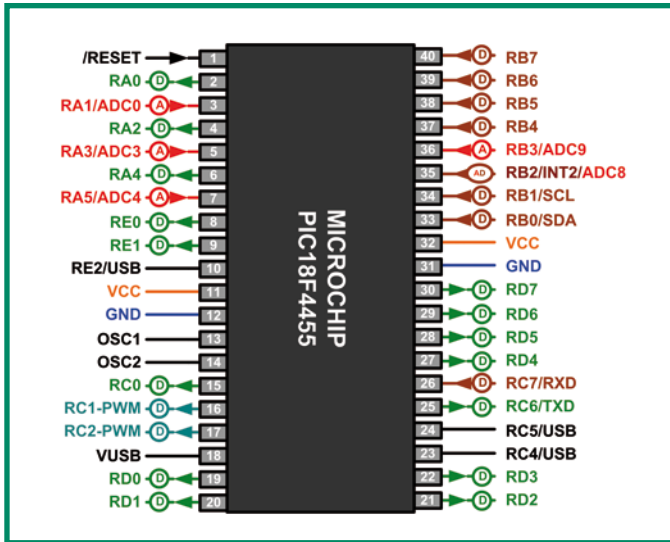 /RESET 1
RA0 D 2
RA1/ADC0 A 3
RA2 D 4
RA3/ADC3 A 5
RA4 D 6
RA5/ADC4 A 7
RE0 D 8
RE1 D 9
RE2/USB 10
VCC 11
GND 12
OSC1 13
OSC2 14
RC0 D 15
RC1-PWM D 16
RC2-PWM D 17
VUSB 18
RD0 D 19
RD1 D 20
MICROCHIP
PIC18F4455
40 D RB7
39 D RB6
38 D RB5
37 D RB4
36 A RB3/ADC9
35 AD RB2/INT2/ADC8
34 D RB1/SCL
33 D RB0/SDA
32 VCC
31 GND
30 D RD7
29 D RD6
28 D RD5
27 D RD4
26 D RC7/RXD
25 D RC6/TXD
24 RC5/USB
23 RC4/USB
22 D RD3
21 D RD2